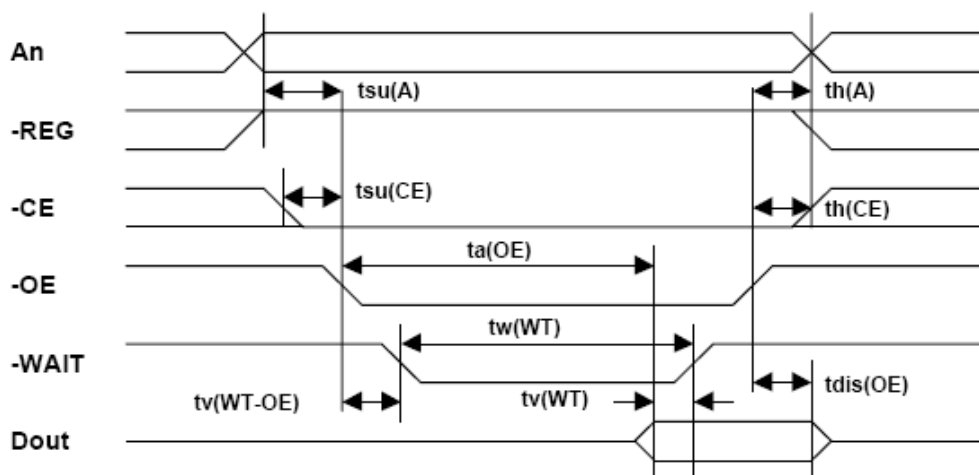 An
tsu(A)
th(A)
-REG
-CE
tsu(CE)
th(CE)
ta(OE)
-OE
tw(WT)
-WAIT
tv(WT-OE)
tv(WT)
tdis(OE)
Dout